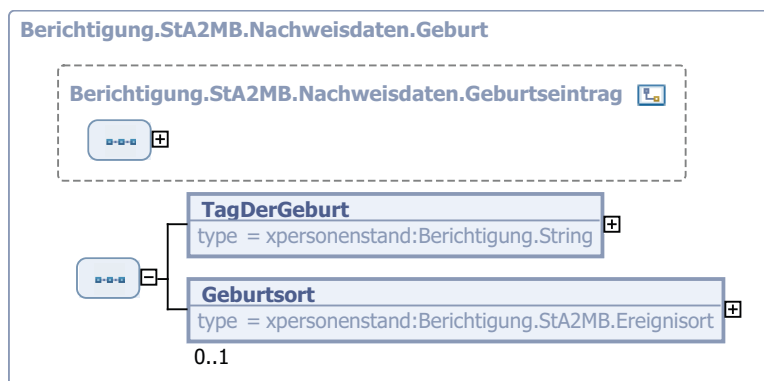 Berichtigung.StA2MB.Nachweisdaten.Geburt
Berichtigung.StA2MB.Nachweisdaten.Geburtseintrag
TagDerGeburt
type = xpersonenstand:Berichtigung.String
Geburtsort
type = xpersonenstand:Berichtigung.StA2MB.Ereignisort
0..1